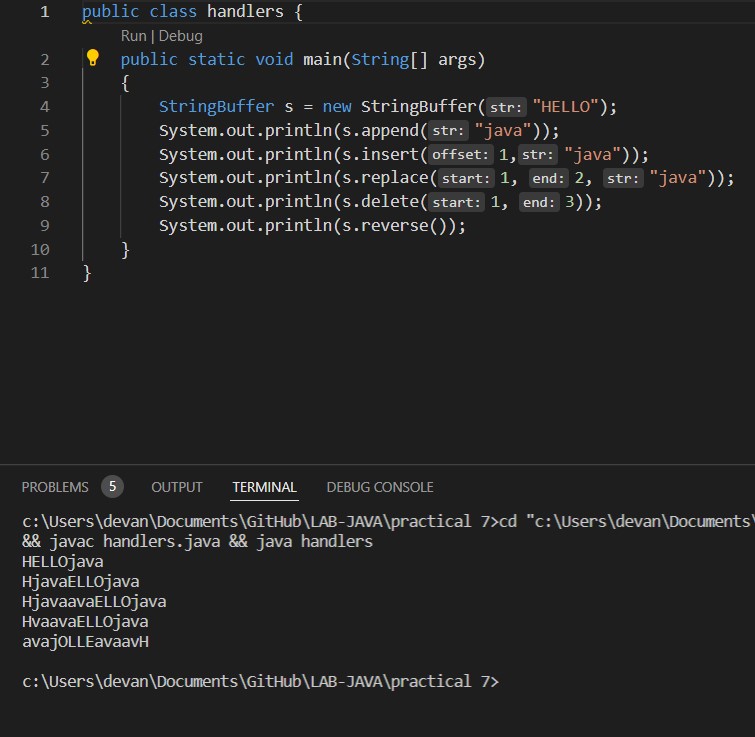 1 public class handlers {
Run | Debug
2 public static void main(String[] args)
3 {
4 StringBuffer s = new StringBuffer(str: "HELLO");
5 System.out.println(s.append(str: "java"));
6 System.out.println(s.insert(offset: 1,str: "java"));
7 System.out.println(s.replace(start: 1, end: 2, str: "java"));
8 System.out.println(s.delete(start: 1, end: 3));
9 System.out.println(s.reverse());
10 }
11 }
PROBLEMS 5 OUTPUT TERMINAL DEBUG CONSOLE
c:\Users\devan\Documents\GitHub\LAB-JAVA\practical 7>cd "c:\Users\devan\Documents\
&& javac handlers.java && java handlers
HELLOjava
HjavaELLOjava
HjavaavaELLOjava
HvaavaELLOjava
avajOLLEavaavH
c:\Users\devan\Documents\GitHub\LAB-JAVA\practical 7>